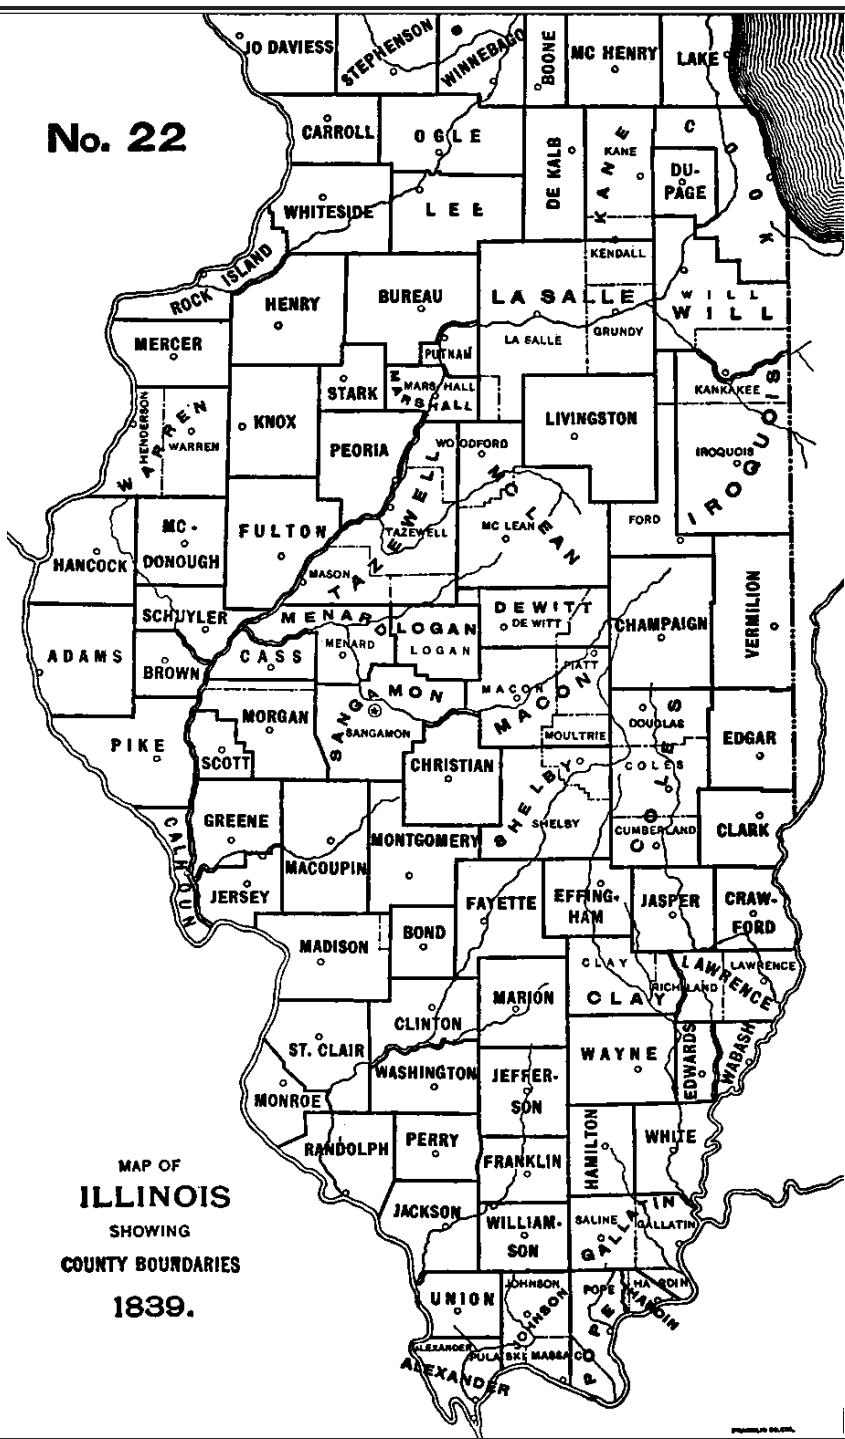 JO DAVIESS
STEPHENSON
WINNEBAGO
BOONE
MC HENRY
LAKE
No. 22
CARROLL
OGLE
DE KALB
KANE
KANE
COOK
DU-
PAGE
WHITESIDE
LEE
ROCK ISLAND
KENDALL
HENRY
BUREAU
LA SALLE
LA SALLE
GRUNDY
WILL
WILL
MERCER
PUTNAM
STARK
MARSHALL
MARSHALL
KANKAKEE
HENDERSON
WARREN
WARREN
KNOX
PEORIA
WOODFORD
LIVINGSTON
IROQUOIS
IROQUOIS
HANCOCK
MC-
DONOUGH
FULTON
TAZEWELL
TAZEWELL
MC LEAN
MC LEAN
FORD
MASON
SCHUYLER
MENARD
MENARD
LOGAN
LOGAN
DEWITT
DE WITT
CHAMPAIGN
VERMILION
ADAMS
BROWN
CASS
PIATT
MACON
MACON
SANGAMON
SANGAMON
MOULTRIE
DOUGLAS
COLES
COLES
EDGAR
PIKE
SCOTT
MORGAN
CHRISTIAN
SHELBY
SHELBY
CUMBERLAND
CLARK
CALHOUN
GREENE
JERSEY
MACOUPIN
MONTGOMERY
FAYETTE
EFFING-
HAM
JASPER
CRAW-
FORD
MADISON
BOND
CLAY
CLAY
RICHLAND
LAWRENCE
LAWRENCE
MARION
CLINTON
ST. CLAIR
MONROE
WASHINGTON
JEFFER-
SON
WAYNE
EDWARDS
WABASH
RANDOLPH
PERRY
FRANKLIN
HAMILTON
WHITE
JACKSON
WILLIAM-
SON
SALINE
GALLATIN
GALLATIN
UNION
JOHNSON
JOHNSON
POPE
POPE
HARDIN
HARDIN
ALEXANDER
ALEXANDER
PULASKI
MASSAC
MAP OF
ILLINOIS
SHOWING
COUNTY BOUNDARIES
1839.